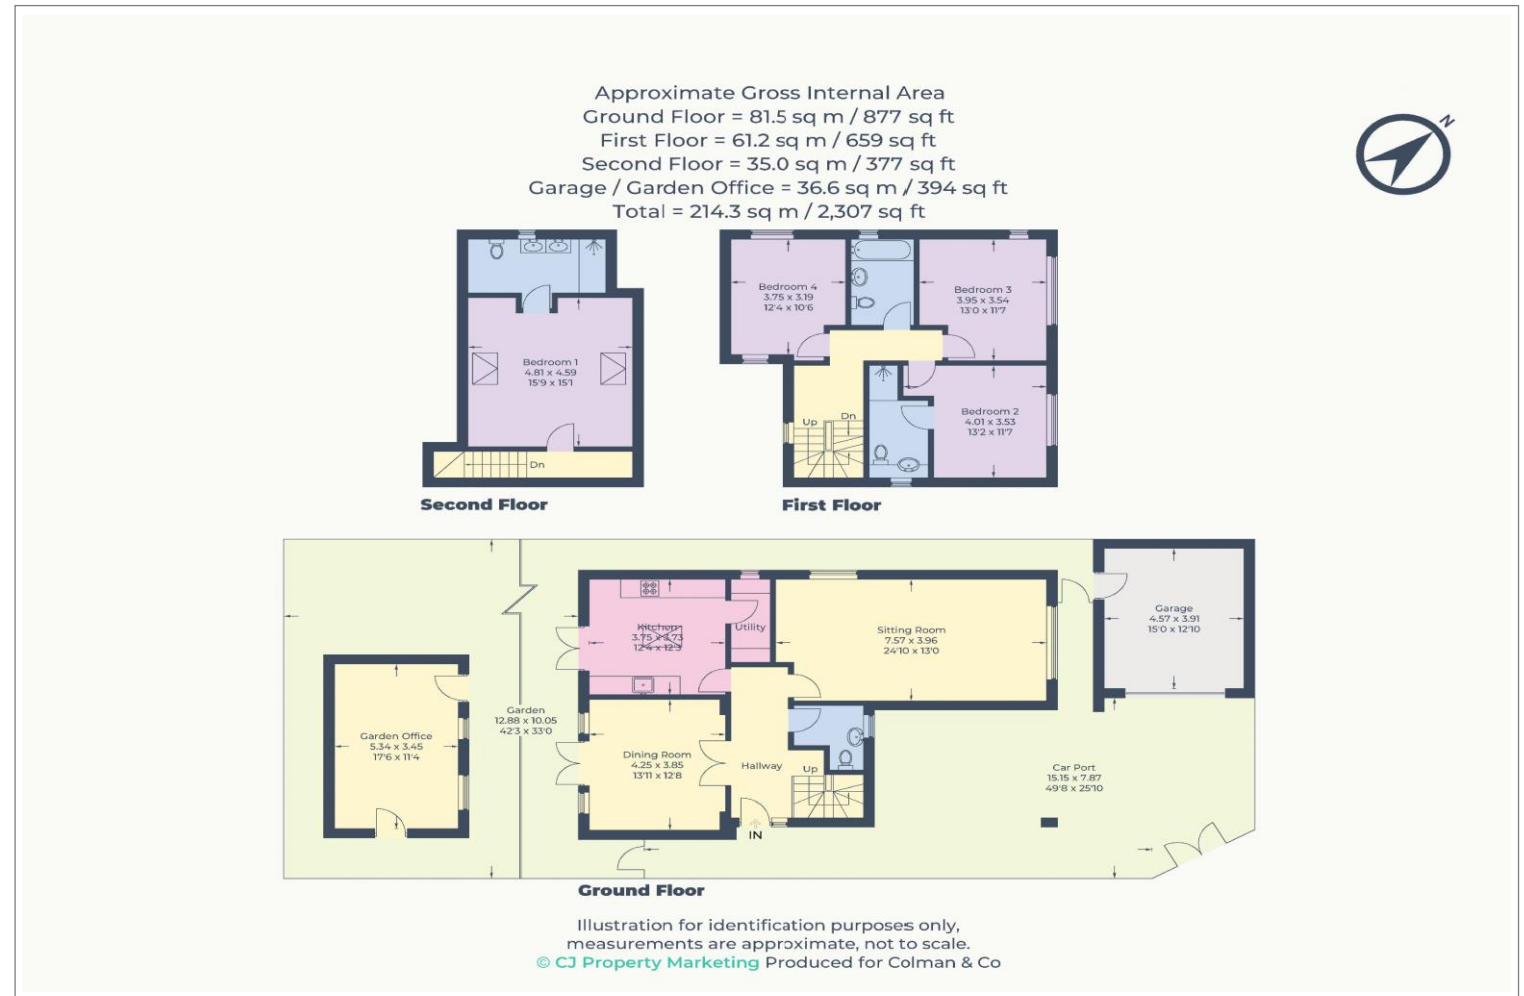 Approximate Gross Internal Area
Ground Floor = 81.5 sq m / 877 sq ft
First Floor = 61.2 sq m / 659 sq ft
Second Floor = 35.0 sq m / 377 sq ft
Garage / Garden Office = 36.6 sq m / 394 sq ft
Total = 214.3 sq m / 2,307 sq ft
N
Bedroom 1
4.81 x 4.59
15'9 x 15'1
Dn
Second Floor
Bedroom 4
3.75 x 3.19
12'4 x 10'6
Bedroom 3
3.95 x 3.54
13'0 x 11'7
Bedroom 2
4.01 x 3.53
13'2 x 11'7
Up
Dn
First Floor
Garden Office
5.34 x 3.45
17'6 x 11'4
Garden
12.88 x 10.05
42'3 x 33'0
Kitchen
3.75 x 3.73
12'4 x 12'3
Utility
Sitting Room
7.57 x 3.96
24'10 x 13'0
Garage
4.57 x 3.91
15'0 x 12'10
Dining Room
4.25 x 3.85
13'11 x 12'8
Hallway
Up
IN
Car Port
15.15 x 7.87
49'8 x 25'10
Ground Floor
Illustration for identification purposes only,
measurements are approximate, not to scale.
© CJ Property Marketing Produced for Colman & Co